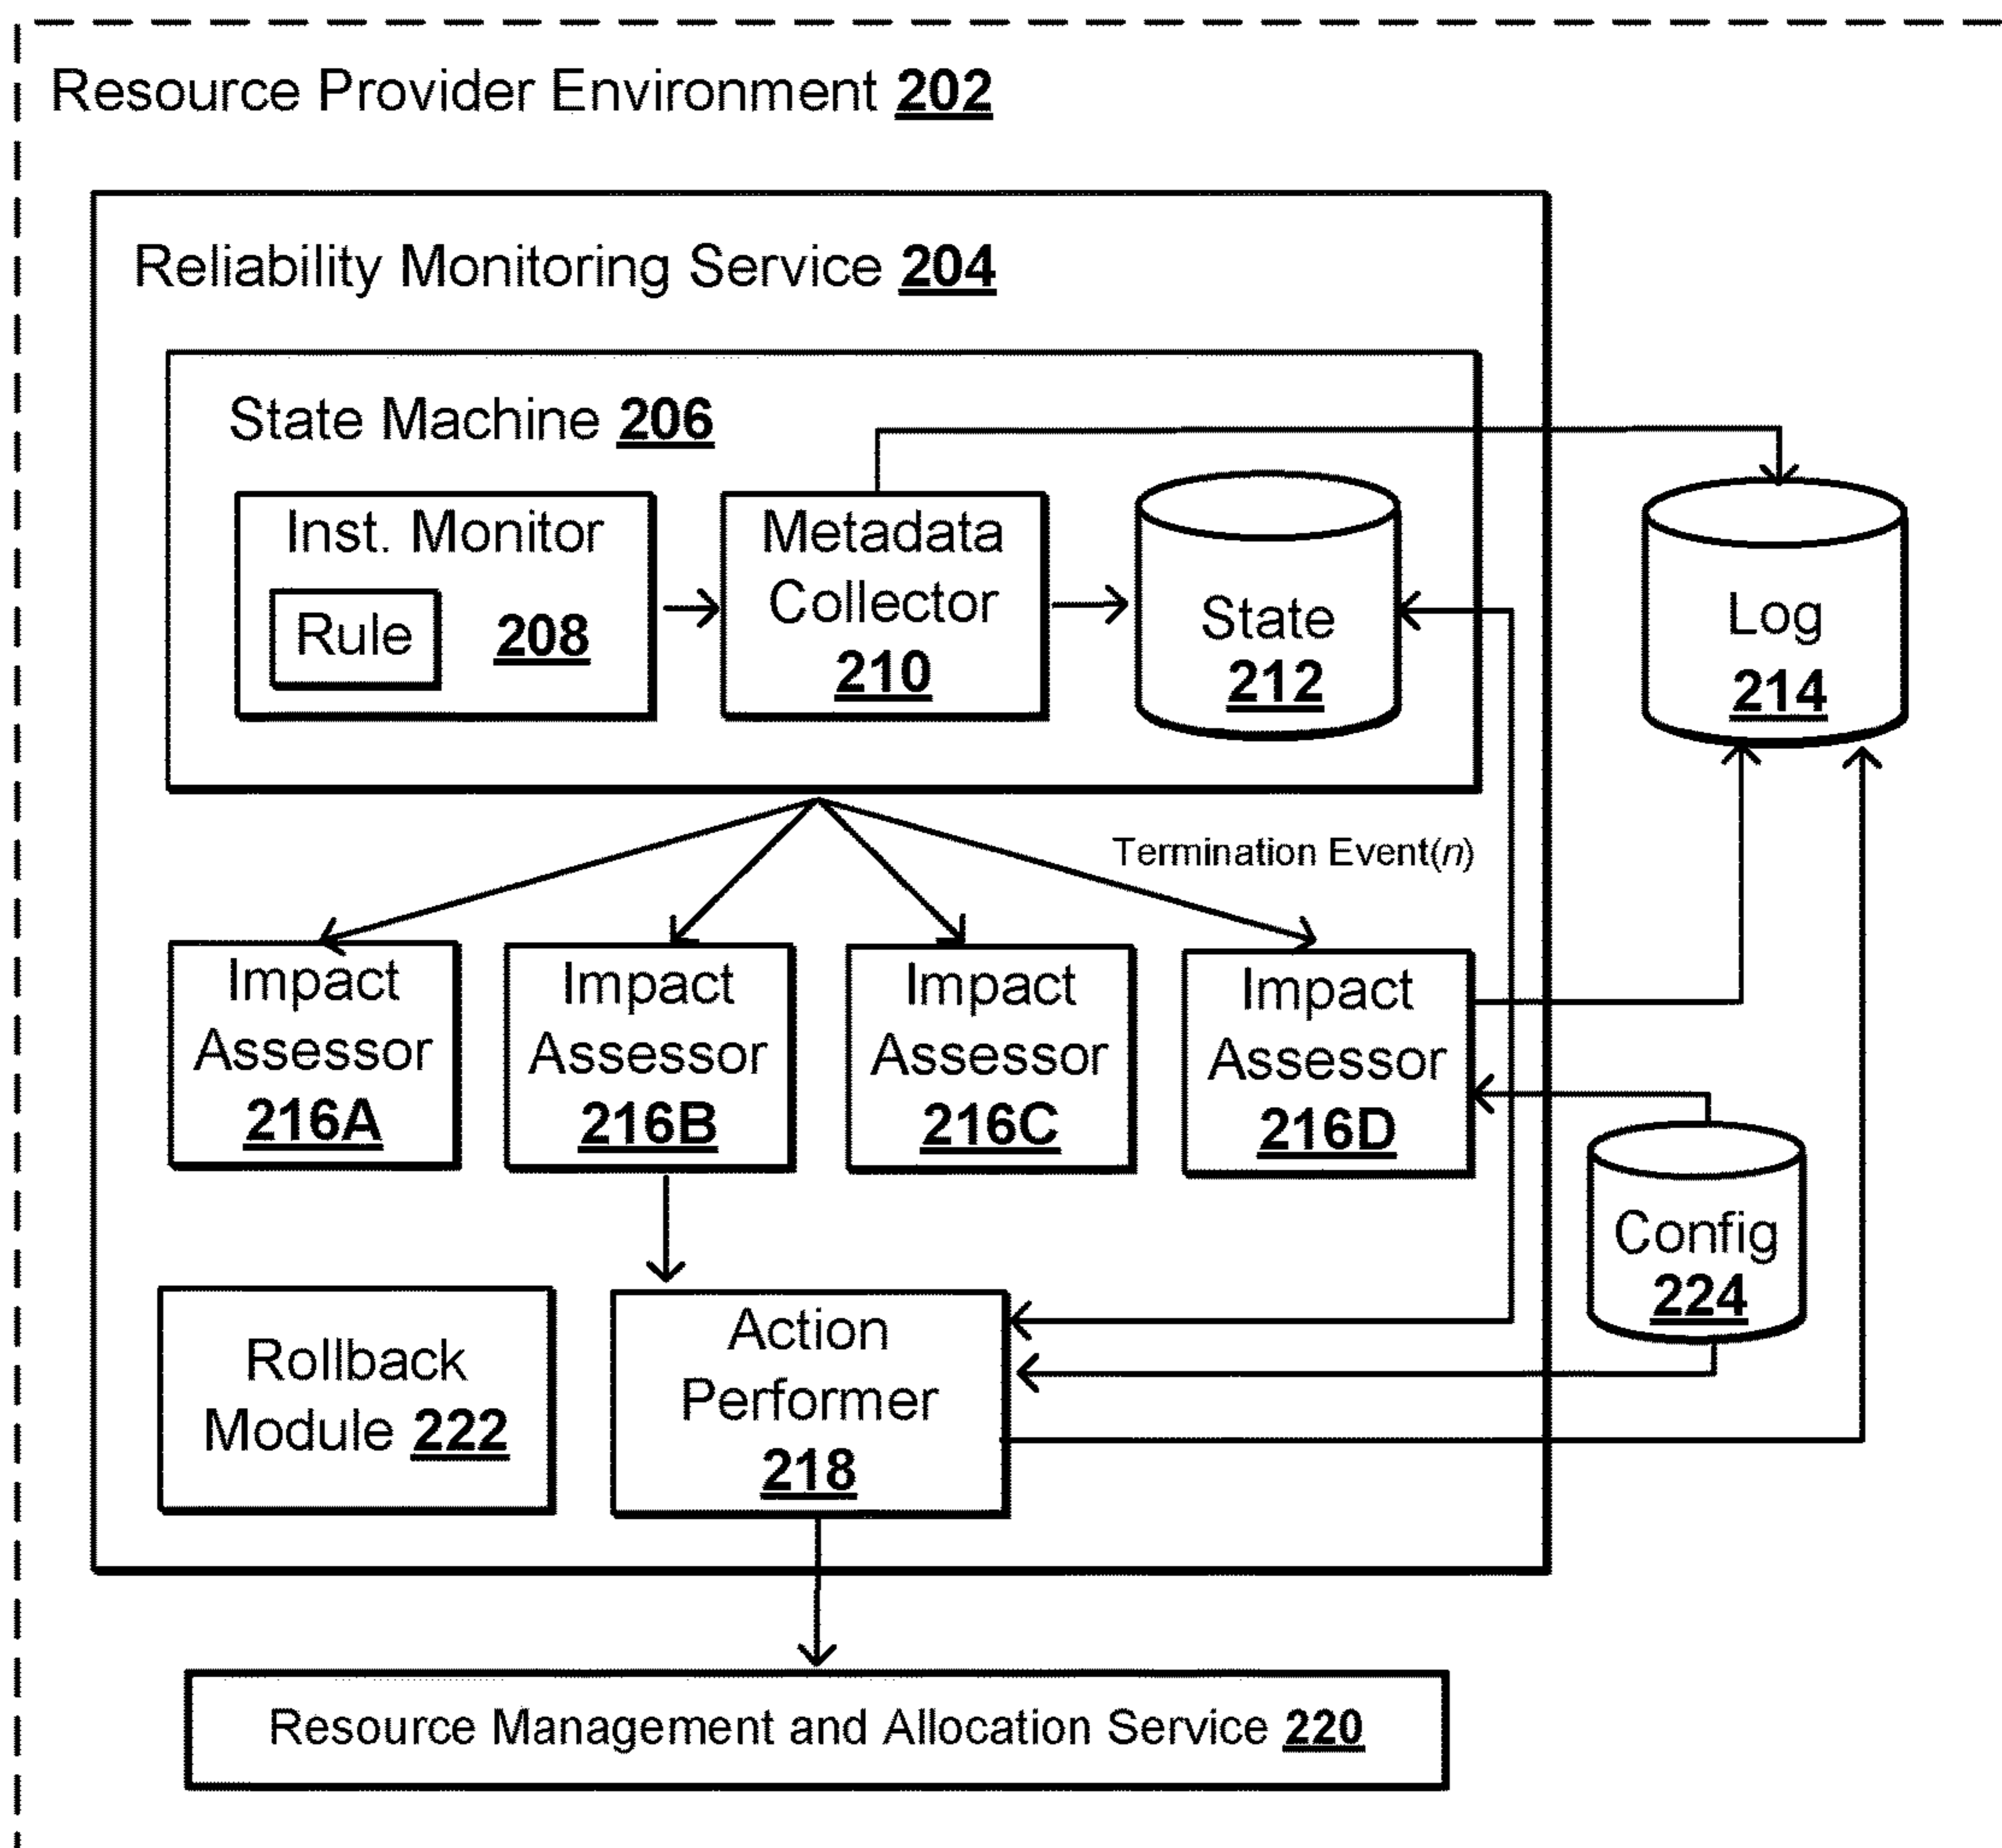 Resource Provider Environment 202
Reliability Monitoring Service 204
State Machine 206
Inst. Monitor
Rule
208
Metadata
Collector
210
State
212
Log
214
Termination Event(n)
Impact
Assessor
216A
Impact
Assessor
216B
Impact
Assessor
216C
Impact
Assessor
216D
Config
224
Rollback
Module 222
Action
Performer
218
Resource Management and Allocation Service 220